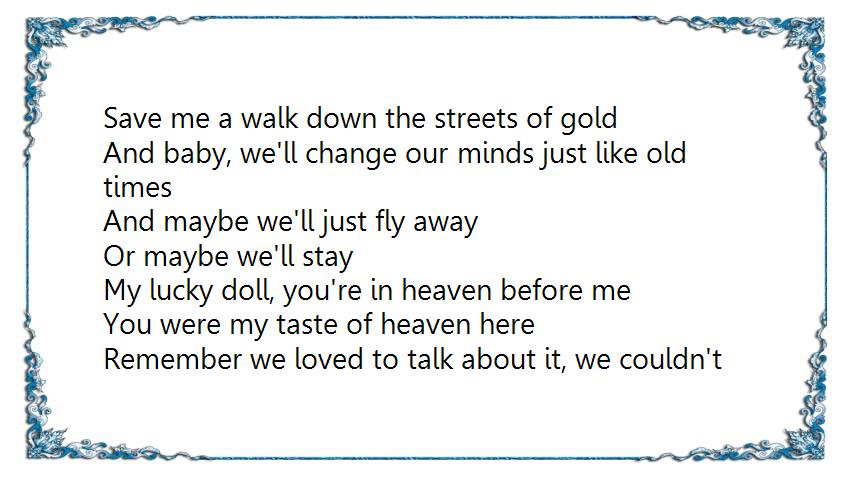 Save me a walk down the streets of gold
And baby, we'll change our minds just like old
times
And maybe we'll just fly away
Or maybe we'll stay
My lucky doll, you're in heaven before me
You were my taste of heaven here
Remember we loved to talk about it, we couldn't